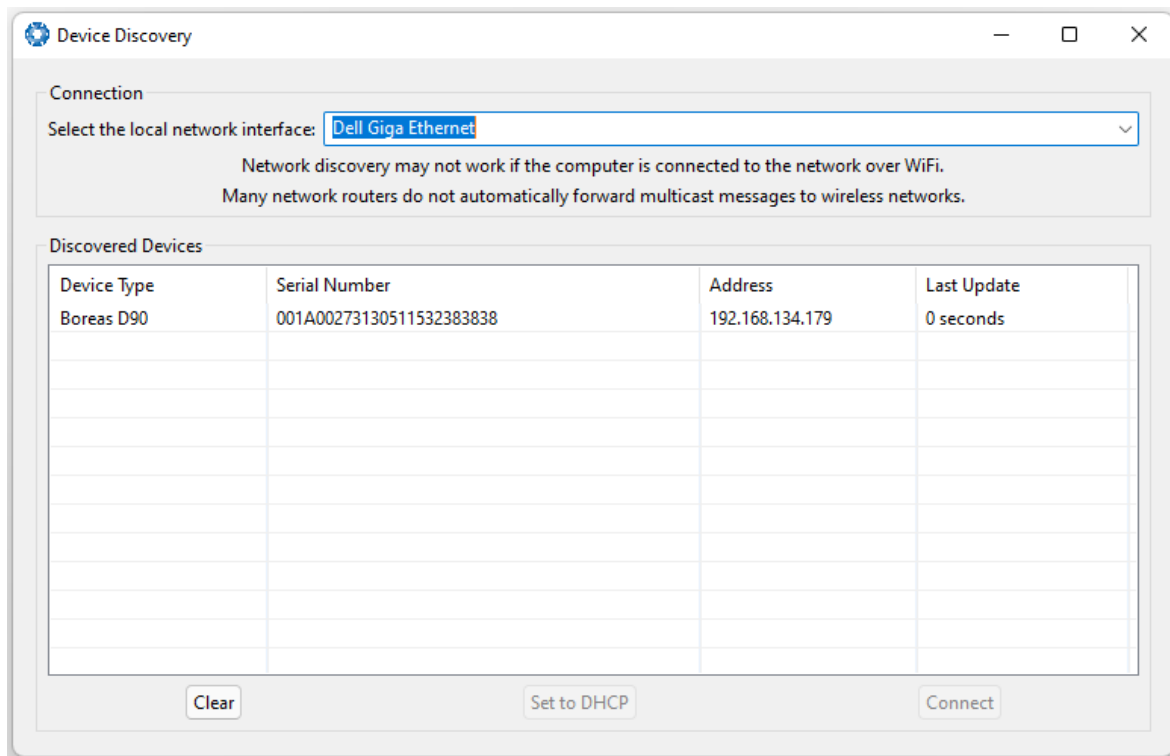 Device Discovery
Connection
Select the local network interface: Dell Giga Ethernet
Network discovery may not work if the computer is connected to the network over WiFi.
Many network routers do not automatically forward multicast messages to wireless networks.
Discovered Devices
Device Type Serial Number Address Last Update
Boreas D90 001A00273130511532383838 192.168.134.179 0 seconds
Clear Set to DHCP Connect